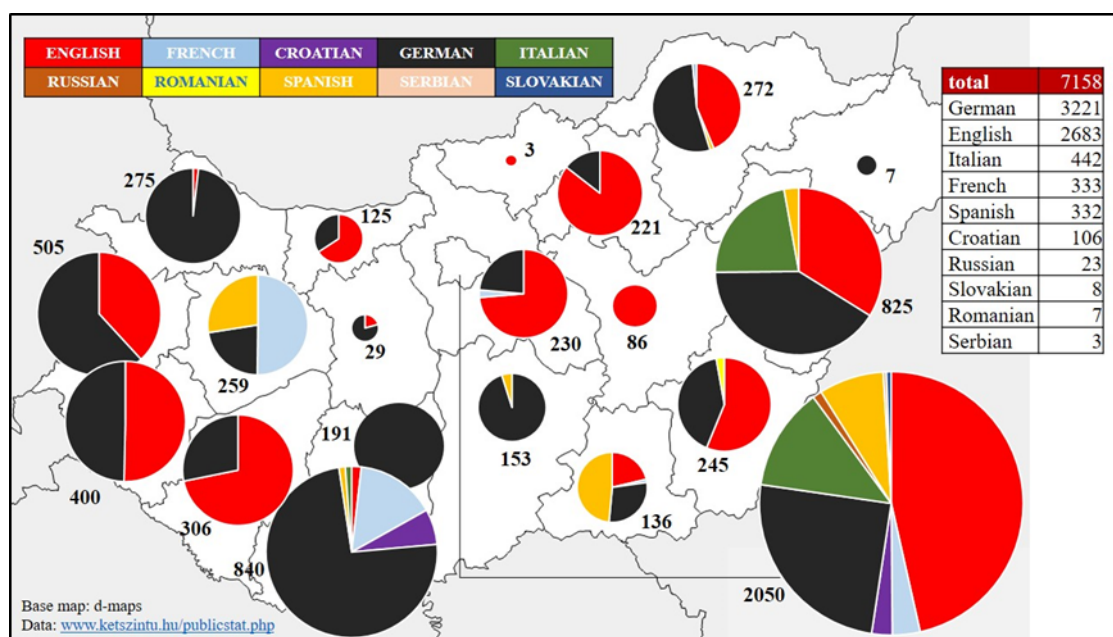 ENGLISH FRENCH CROATIAN GERMAN ITALIAN
RUSSIAN ROMANIAN SPANISH SERBIAN SLOVAKIAN
total 7158
German 3221
English 2683
Italian 442
French 333
Spanish 332
Croatian 106
Russian 23
Slovakian 8
Romanian 7
Serbian 3
272
3
7
275
125
221
505
825
230
86
29
259
191
153
245
400
136
306
840
2050
Base map: d-maps
Data: www.ketszintu.hu/publicstat.php